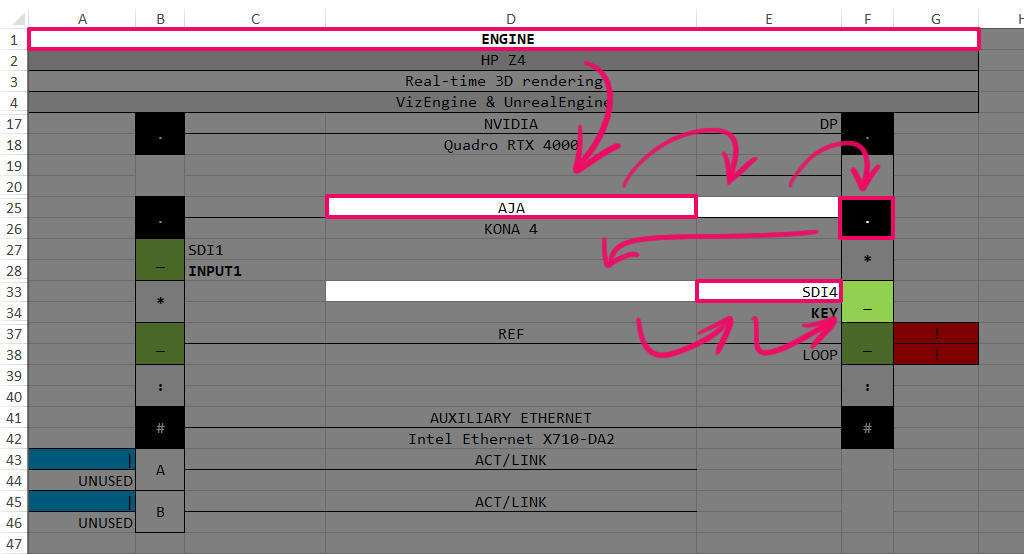 A B C D E F G H
1 ENGINE
2 HP Z4
3 Real-time 3D rendering
4 VizEngine & UnrealEngine
17 . NVIDIA DP .
18 Quadro RTX 4000
19
20
25 . AJA .
26 KONA 4
27 _ SDI1 *
28 INPUT1
33 * SDI4 _
34 KEY
37 _ REF _ !
38 LOOP !
39 : :
40
41 # AUXILIARY ETHERNET #
42 Intel Ethernet X710-DA2
43 | A ACT/LINK
44 UNUSED
45 | B ACT/LINK
46 UNUSED
47